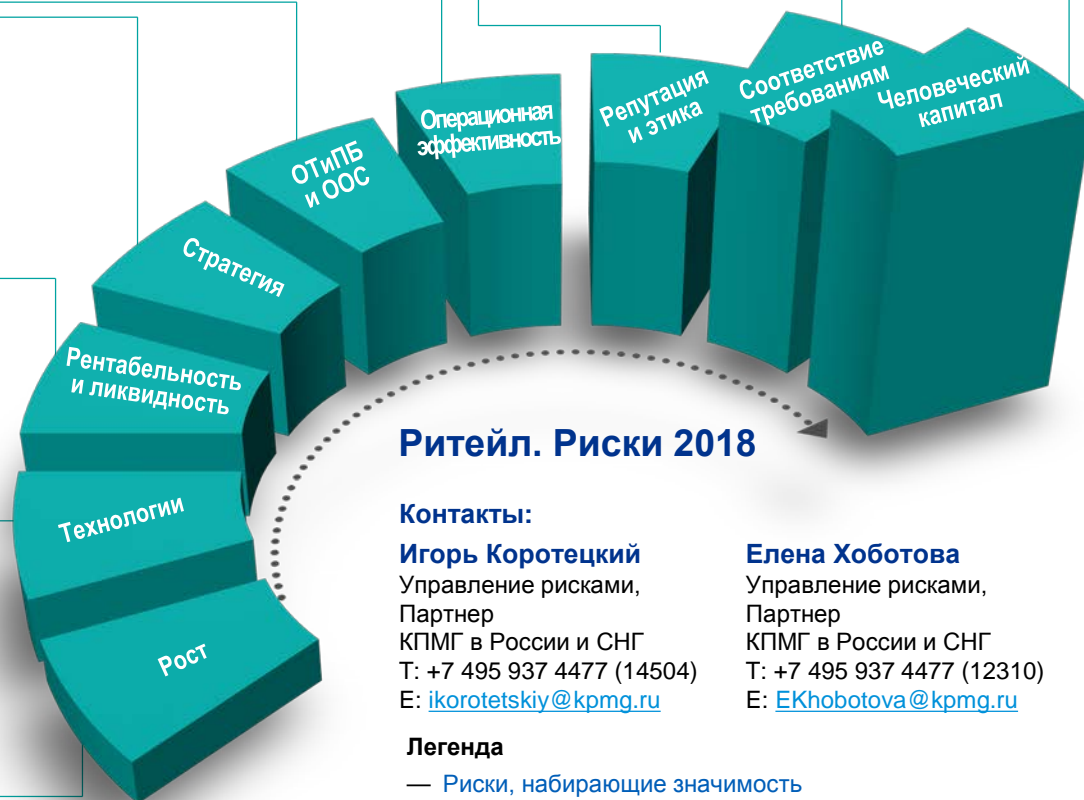 Соответствие
требованиям
Человеческий
капитал
Репутация
и этика
Операционная
эффективность
ОТиПБ
и ООС
Стратегия
Рентабельность
и ликвидность
Технологии
Рост
Ритейл. Риски 2018
Контакты:
Игорь Коротецкий
Управление рисками,
Партнер
КПМГ в России и СНГ
Т: +7 495 937 4477 (14504)
E: ikorotetskiy@kpmg.ru
Елена Хоботова
Управление рисками,
Партнер
КПМГ в России и СНГ
Т: +7 495 937 4477 (12310)
E: EKhobotova@kpmg.ru
Легенда
— Риски, набирающие значимость